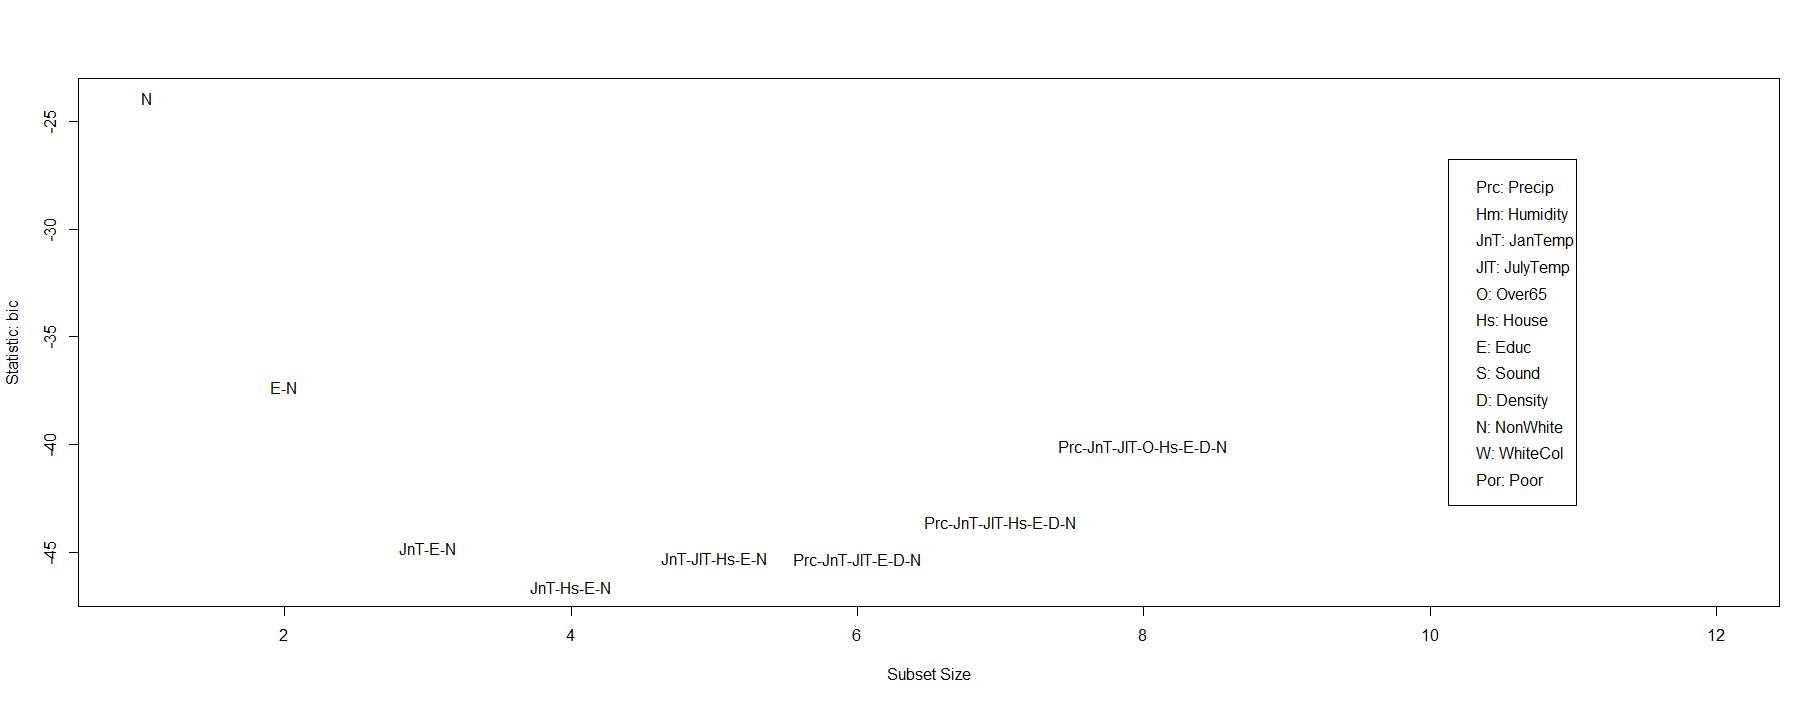 N
-25
Prc: Precip
Hm: Humidity
-30
JnT: JanTemp
JlT: JulyTemp
O: Over65
Hs: House
-35
E: Educ
Statistic: bic
S: Sound
E-N
D: Density
N: NonWhite
-40
Prc-JnT-JlT-O-Hs-E-D-N
W: WhiteCol
Por: Poor
Prc-JnT-JlT-Hs-E-D-N
-45
JnT-E-N
JnT-JlT-Hs-E-N
Prc-JnT-JlT-E-D-N
JnT-Hs-E-N
2 4 6 8 10 12
Subset Size